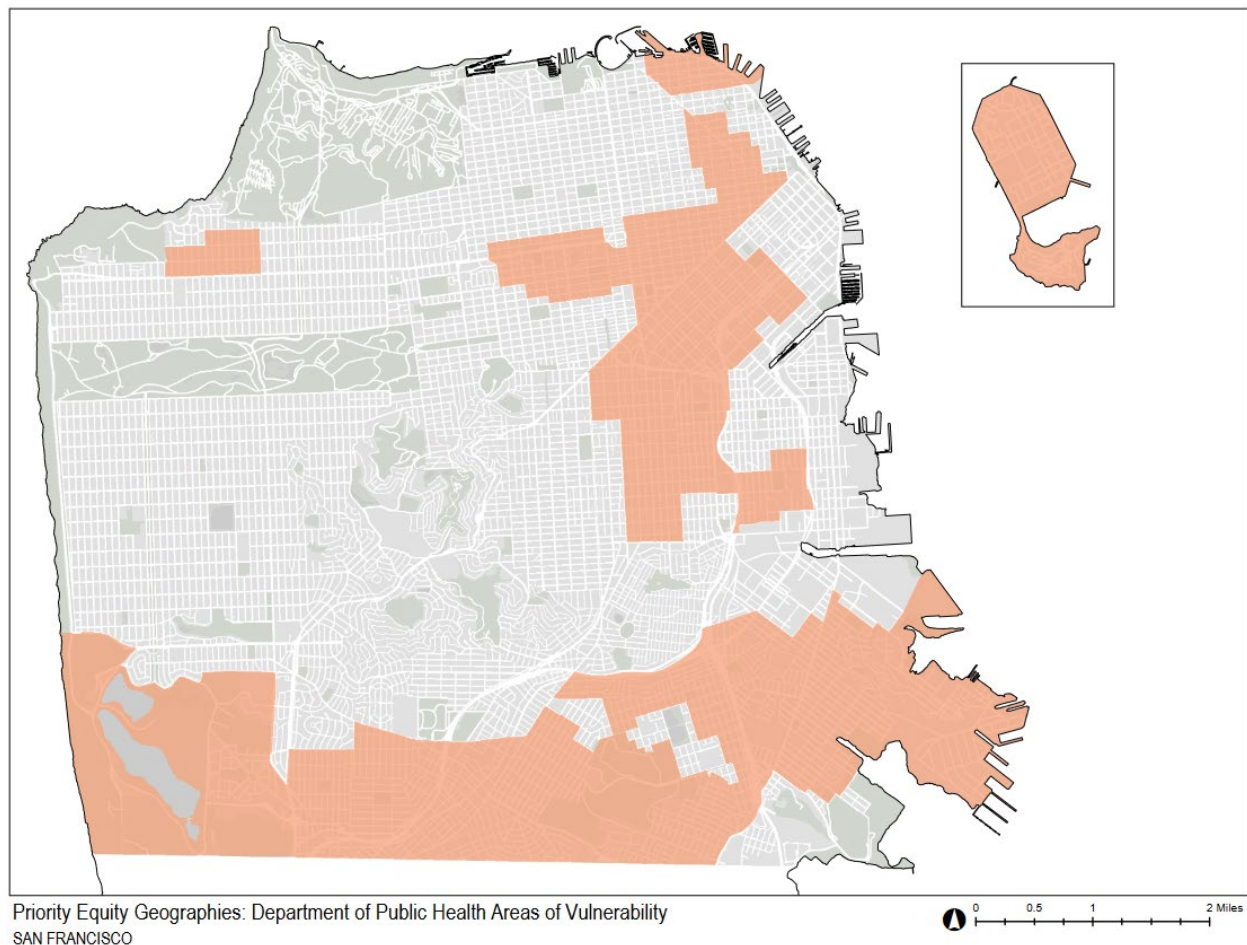 Priority Equity Geographies: Department of Public Health Areas of Vulnerability
SAN FRANCISCO
0 0.5 1 2 Miles